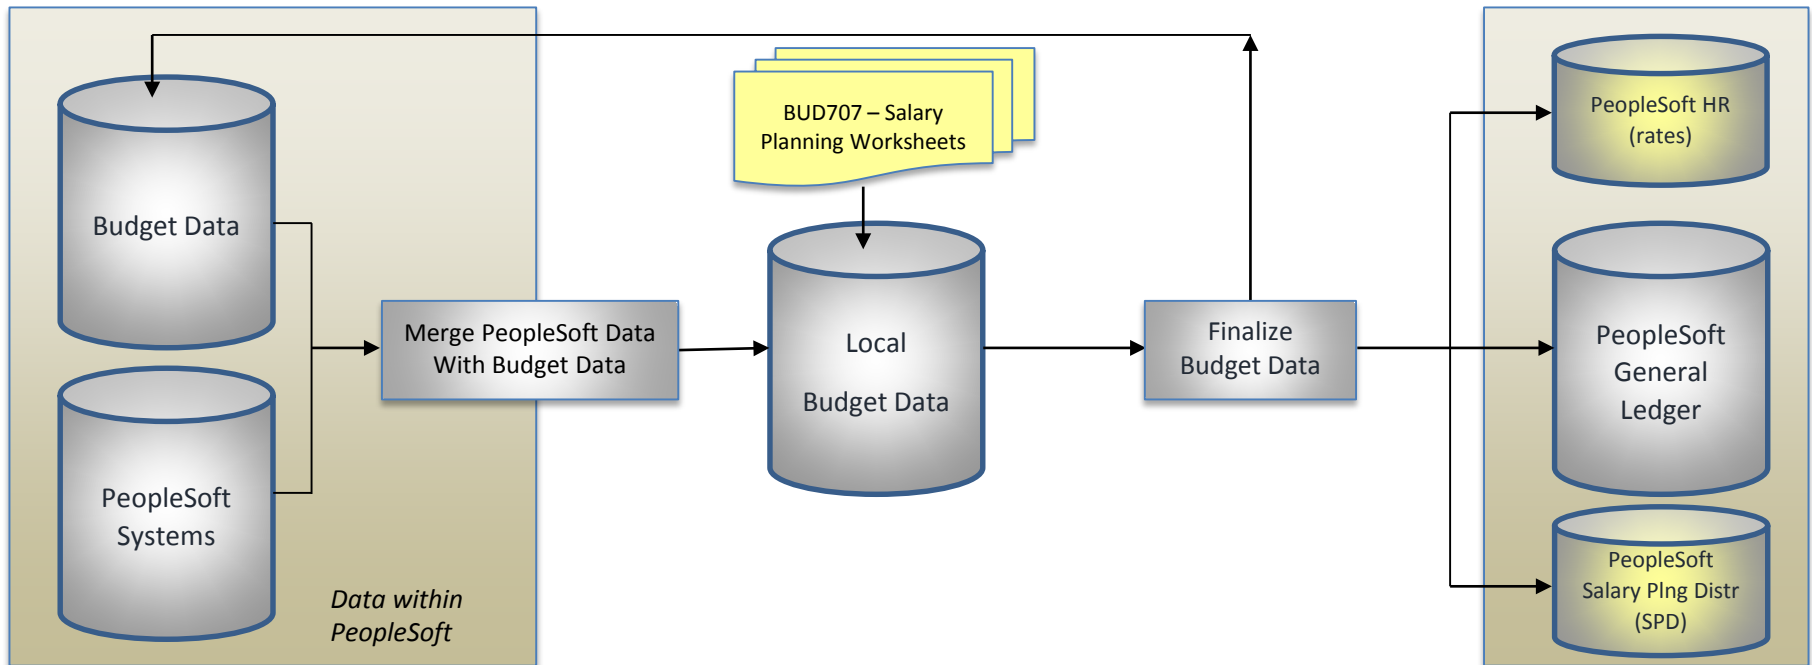 Budget Data
PeopleSoft
Systems
Data within
PeopleSoft
Merge PeopleSoft Data
With Budget Data
BUD707 – Salary
Planning Worksheets
Local
Budget Data
Finalize
Budget Data
PeopleSoft HR
(rates)
PeopleSoft
General
Ledger
PeopleSoft
Salary Plng Distr
(SPD)